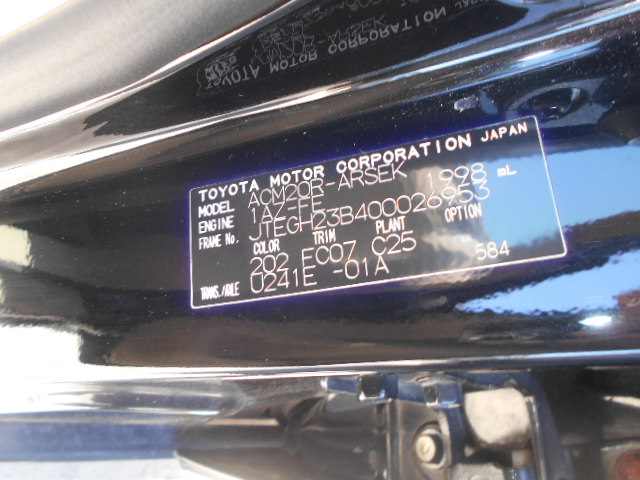 TOYOTA MOTOR CORPORATION JAPAN
MODEL ACM20R-ARSEK
ENGINE 1AZ-FE 1998 mL
FRAME No. JTEGH23B400026953
COLOR TRIM PLANT OPTION
202 FC07 C25
TRANS./AXLE U241E -01A 584